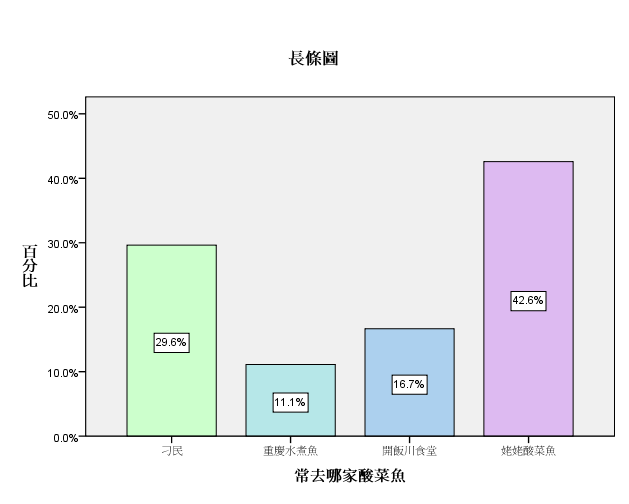 長條圖
百分比
50.0%
40.0%
30.0%
20.0%
10.0%
0.0%
29.6%
11.1%
16.7%
42.6%
刁民
重慶水煮魚
開飯川食堂
姥姥酸菜魚
常去哪家酸菜魚